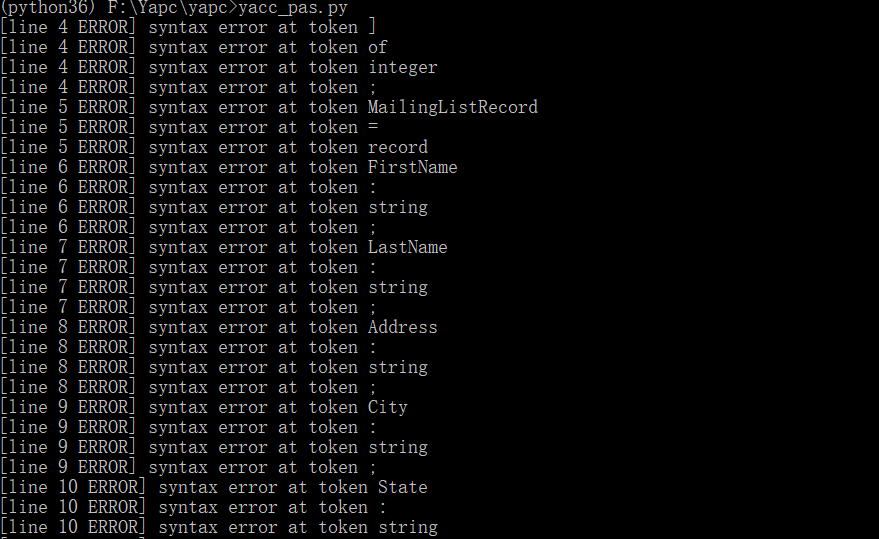 (python36) F:\Yapc\yapc>yacc_pas.py
[line 4 ERROR] syntax error at token ]
[line 4 ERROR] syntax error at token of
[line 4 ERROR] syntax error at token integer
[line 4 ERROR] syntax error at token ;
[line 5 ERROR] syntax error at token MailingListRecord
[line 5 ERROR] syntax error at token =
[line 5 ERROR] syntax error at token record
[line 6 ERROR] syntax error at token FirstName
[line 6 ERROR] syntax error at token :
[line 6 ERROR] syntax error at token string
[line 6 ERROR] syntax error at token ;
[line 7 ERROR] syntax error at token LastName
[line 7 ERROR] syntax error at token :
[line 7 ERROR] syntax error at token string
[line 7 ERROR] syntax error at token ;
[line 8 ERROR] syntax error at token Address
[line 8 ERROR] syntax error at token :
[line 8 ERROR] syntax error at token string
[line 8 ERROR] syntax error at token ;
[line 9 ERROR] syntax error at token City
[line 9 ERROR] syntax error at token :
[line 9 ERROR] syntax error at token string
[line 9 ERROR] syntax error at token ;
[line 10 ERROR] syntax error at token State
[line 10 ERROR] syntax error at token :
[line 10 ERROR] syntax error at token string